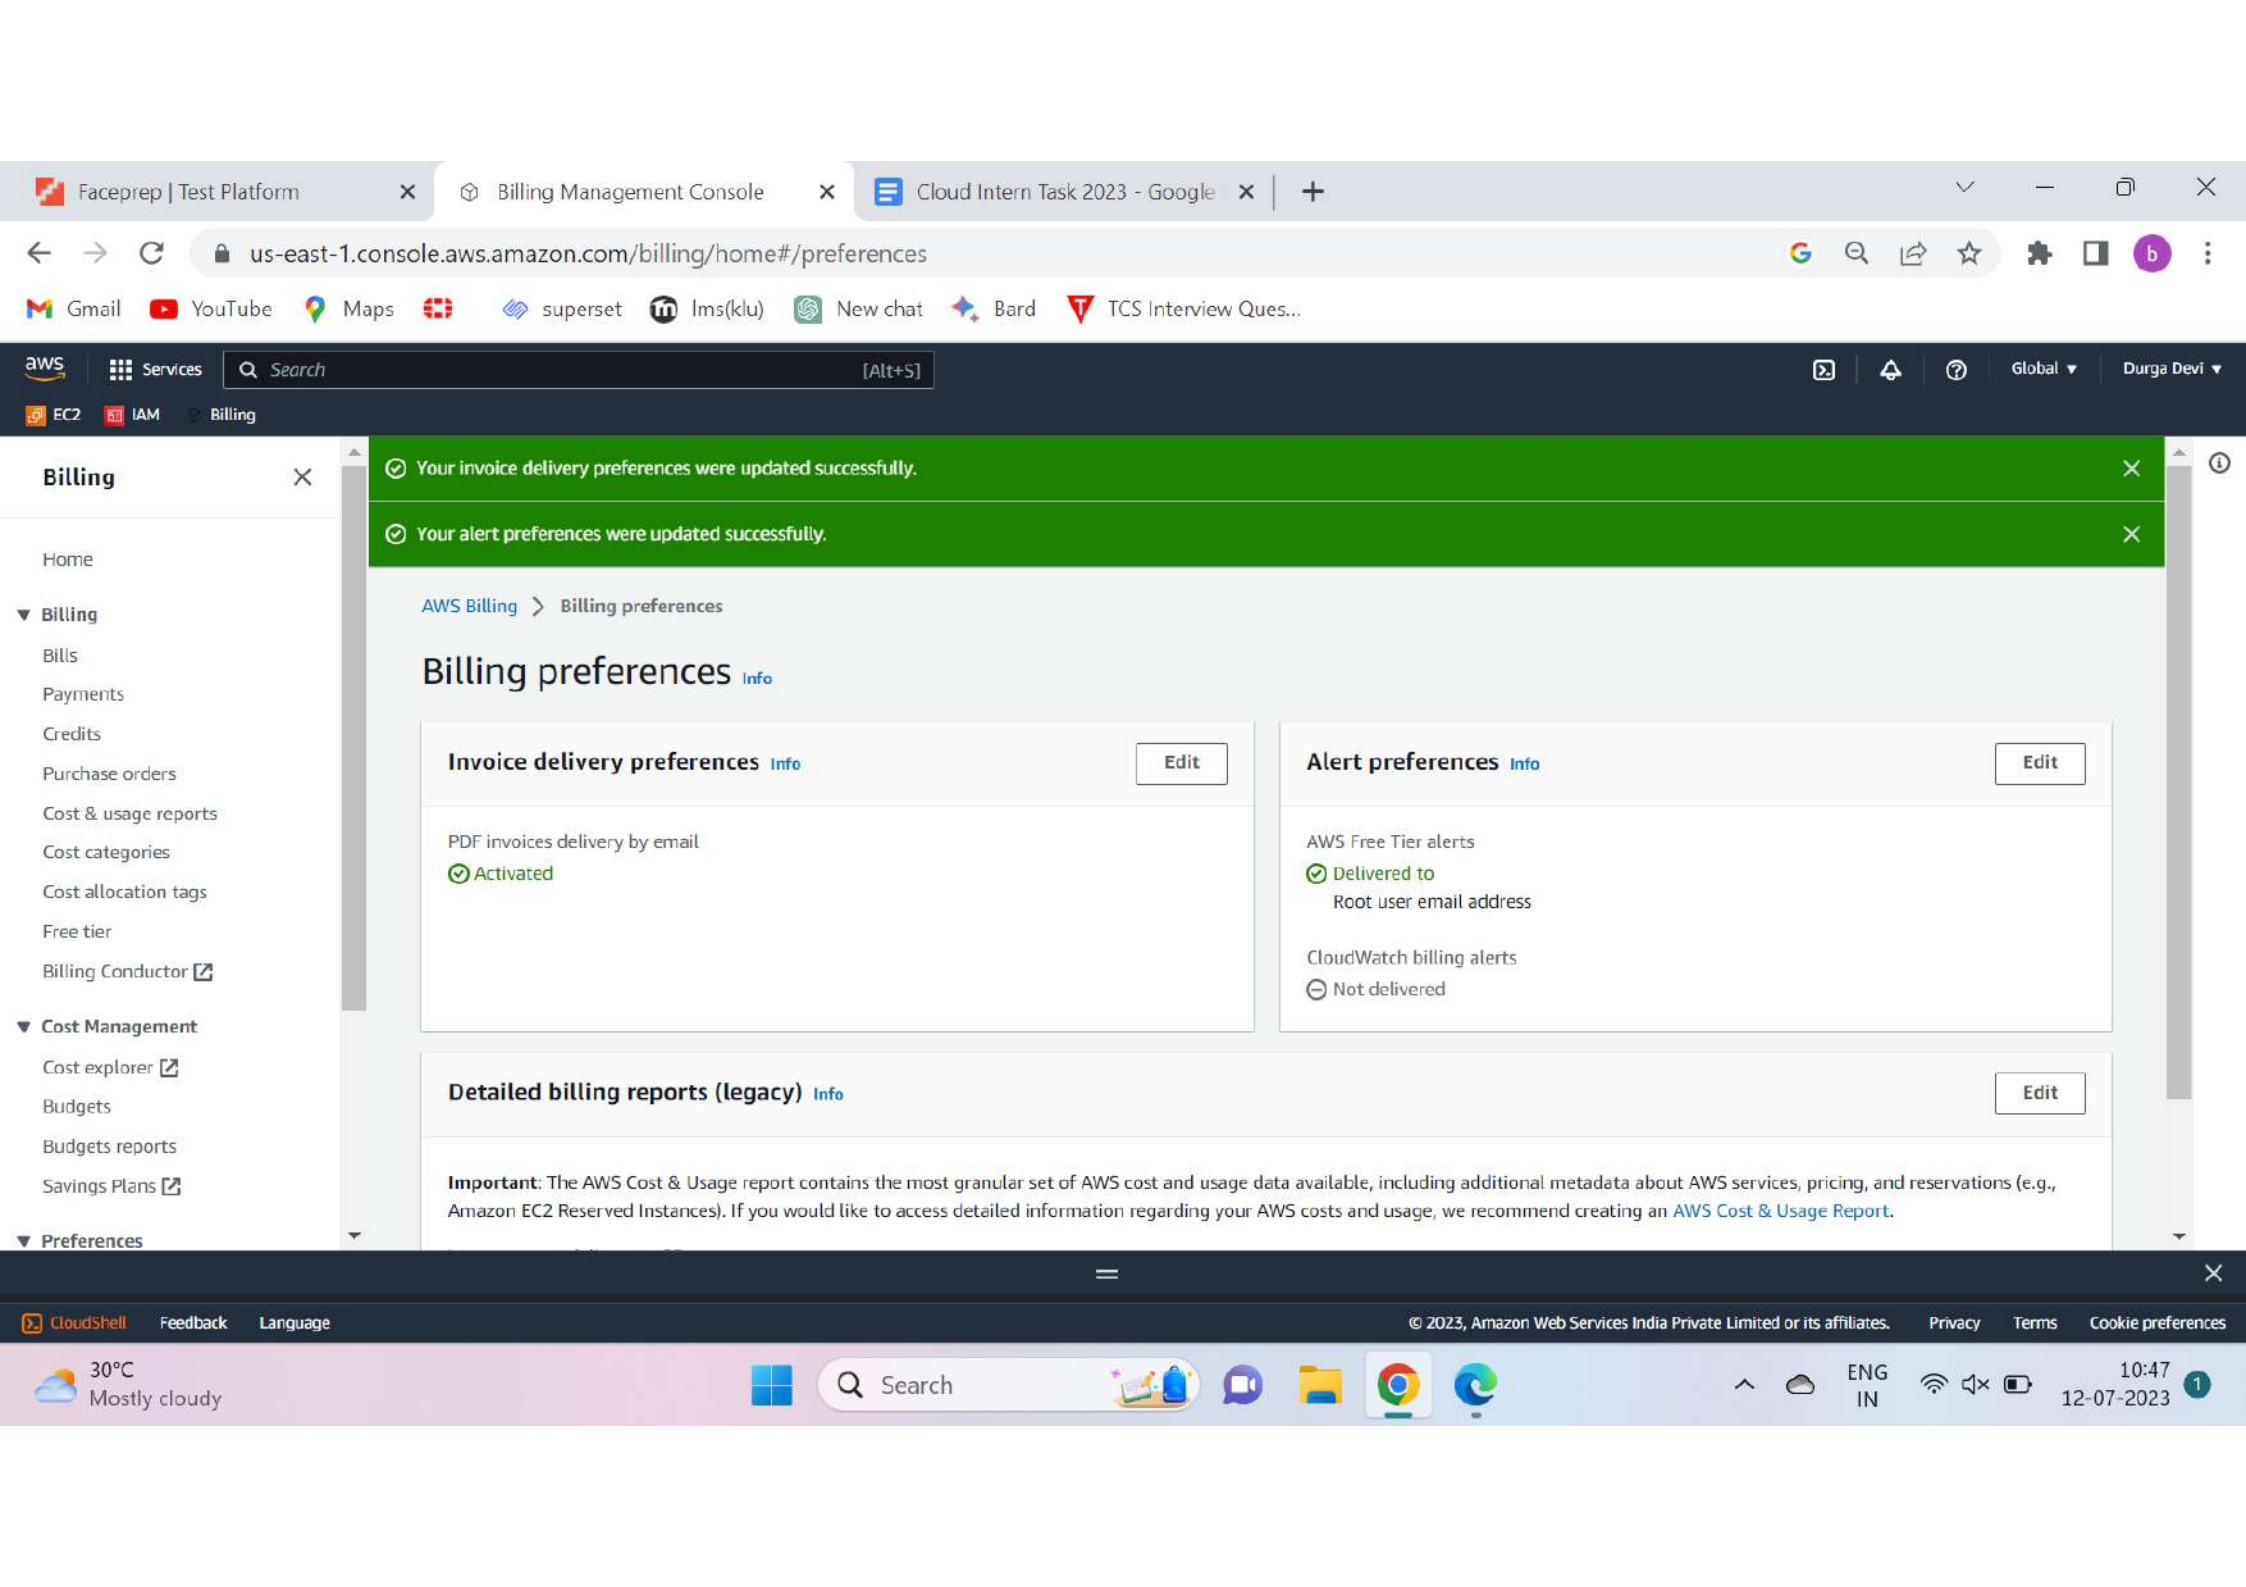 Faceprep | Test Platform
Billing Management Console
Cloud Intern Task 2023 - Google
us-east-1.console.aws.amazon.com/billing/home#/preferences
b
Gmail YouTube Maps superset lms(klu) New chat Bard TCS Interview Ques...
aws Services Search [Alt+S] Global Durga Devi
EC2 IAM Billing
Billing
Home
Billing
Bills
Payments
Credits
Purchase orders
Cost & usage reports
Cost categories
Cost allocation tags
Free tier
Billing Conductor
Cost Management
Cost explorer
Budgets
Budgets reports
Savings Plans
Preferences
Your invoice delivery preferences were updated successfully.
Your alert preferences were updated successfully.
AWS Billing > Billing preferences
Billing preferences Info
Invoice delivery preferences Info Edit
PDF invoices delivery by email
Activated
Alert preferences Info Edit
AWS Free Tier alerts
Delivered to
Root user email address
CloudWatch billing alerts
Not delivered
Detailed billing reports (legacy) Info Edit
Important: The AWS Cost & Usage report contains the most granular set of AWS cost and usage data available, including additional metadata about AWS services, pricing, and reservations (e.g.,
Amazon EC2 Reserved Instances). If you would like to access detailed information regarding your AWS costs and usage, we recommend creating an AWS Cost & Usage Report.
CloudShell Feedback Language © 2023, Amazon Web Services India Private Limited or its affiliates. Privacy Terms Cookie preferences
30°C
Mostly cloudy
Search
ENG
IN
10:47
12-07-2023
1